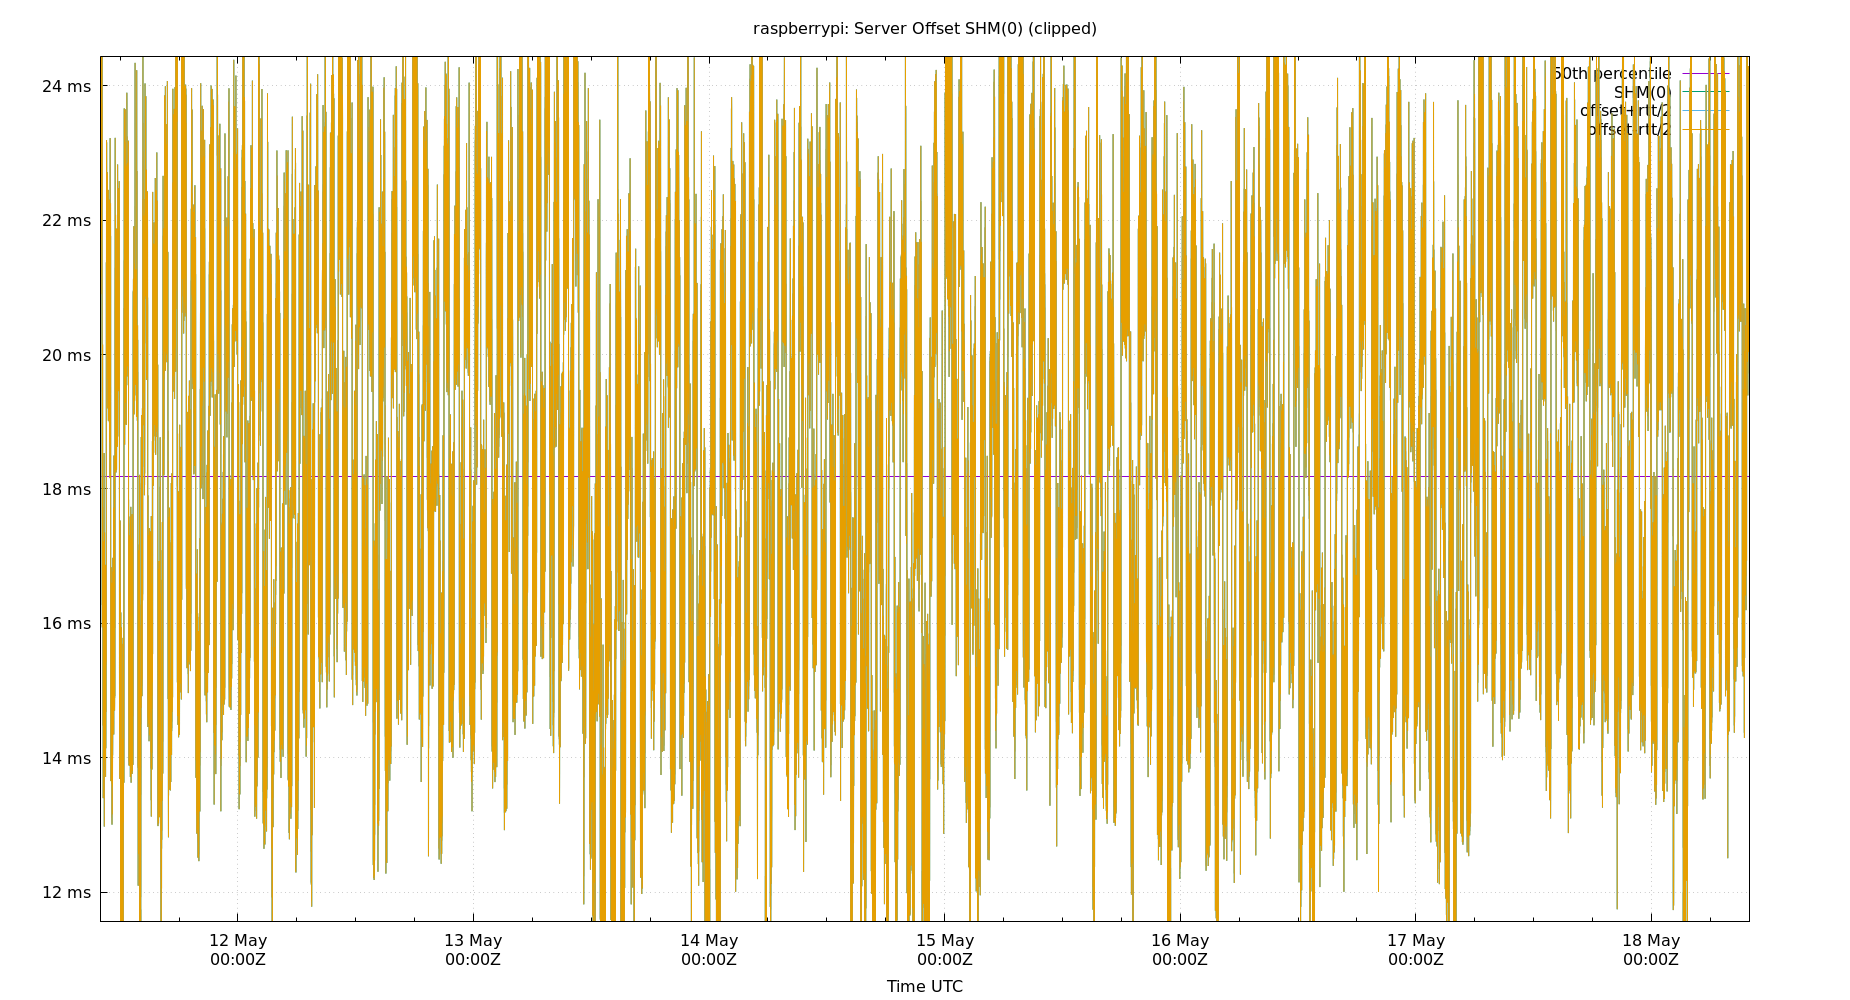 raspberrypi: Server Offset SHM(0) (clipped)
24 ms
22 ms
20 ms
18 ms
16 ms
14 ms
12 ms
50th percentile
SHM(0)
offset+rtt/2
offset-rtt/2
12 May
00:00Z
13 May
00:00Z
14 May
00:00Z
15 May
00:00Z
16 May
00:00Z
17 May
00:00Z
18 May
00:00Z
Time UTC